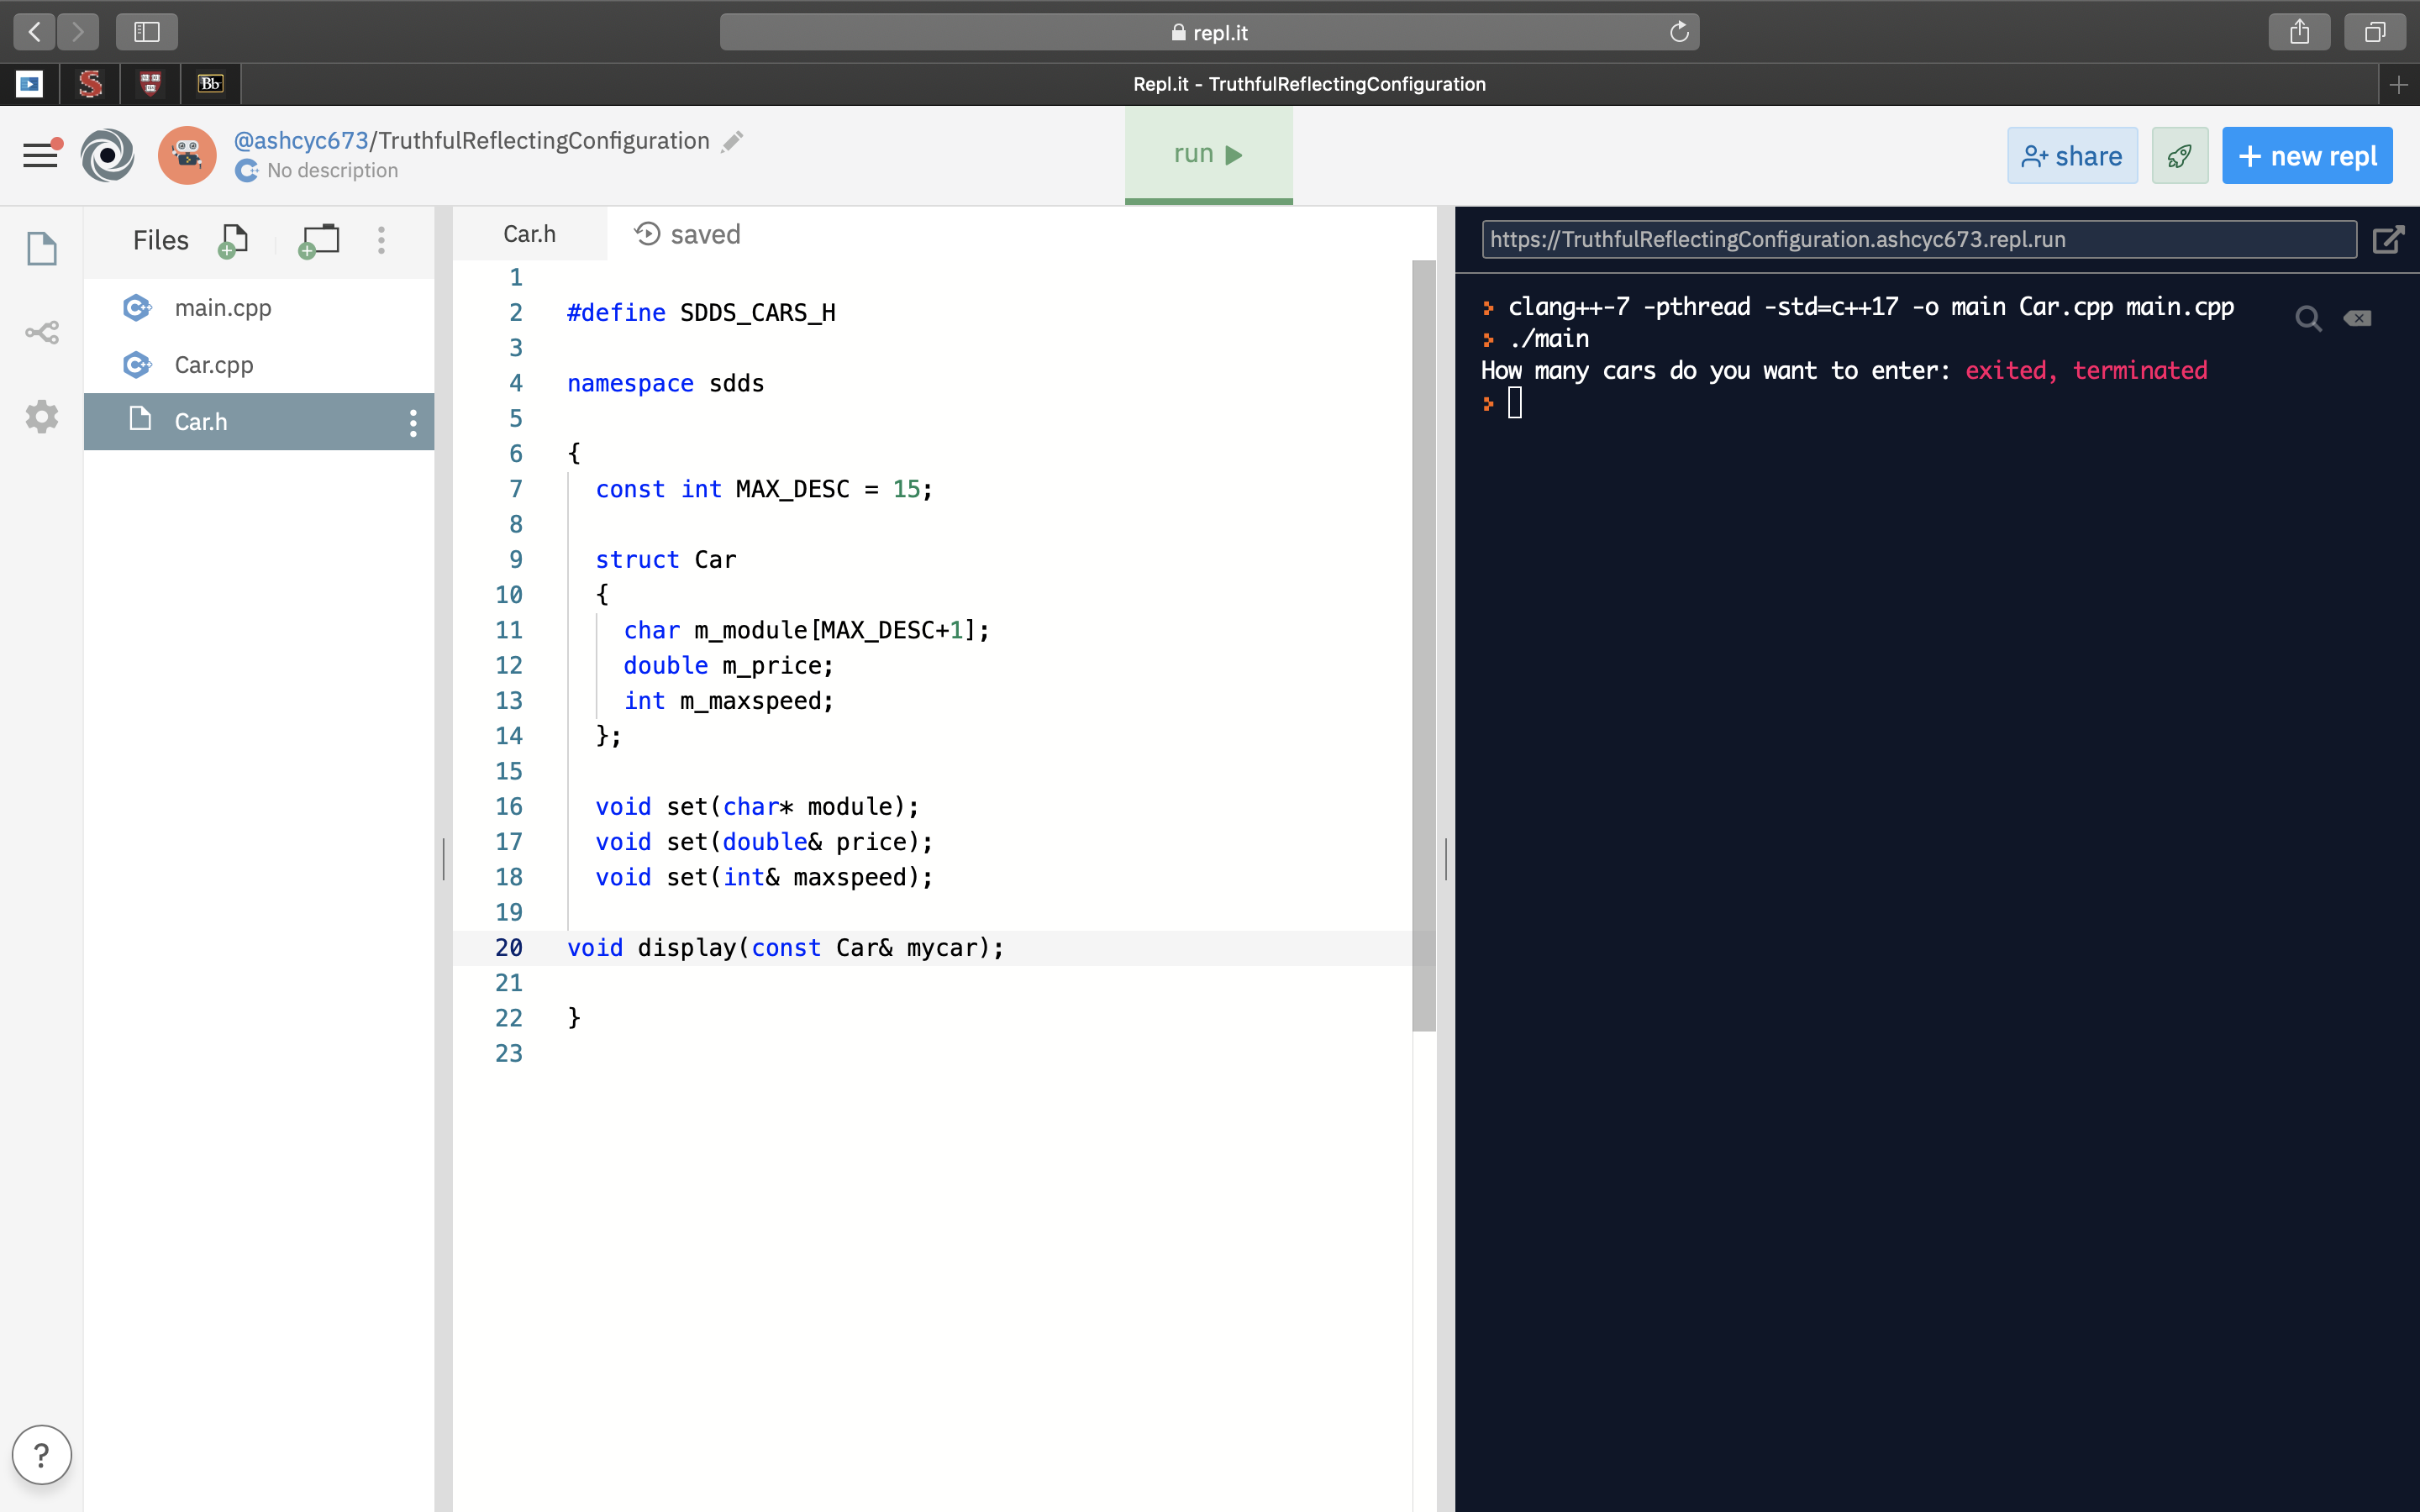 repl.it
Bb
Repl.it - TruthfulReflectingConfiguration
@ashcyc673/TruthfulReflectingConfiguration
No description
run
share
+ new repl
Files
main.cpp
Car.cpp
Car.h
Car.h
saved
1
2 #define SDDS_CARS_H
3
4 namespace sdds
5
6 {
7 const int MAX_DESC = 15;
8
9 struct Car
10 {
11 char m_module[MAX_DESC+1];
12 double m_price;
13 int m_maxspeed;
14 };
15
16 void set(char* module);
17 void set(double& price);
18 void set(int& maxspeed);
19
20 void display(const Car& mycar);
21
22 }
23
https://TruthfulReflectingConfiguration.ashcyc673.repl.run
clang++-7 -pthread -std=c++17 -o main Car.cpp main.cpp
./main
How many cars do you want to enter: exited, terminated
?